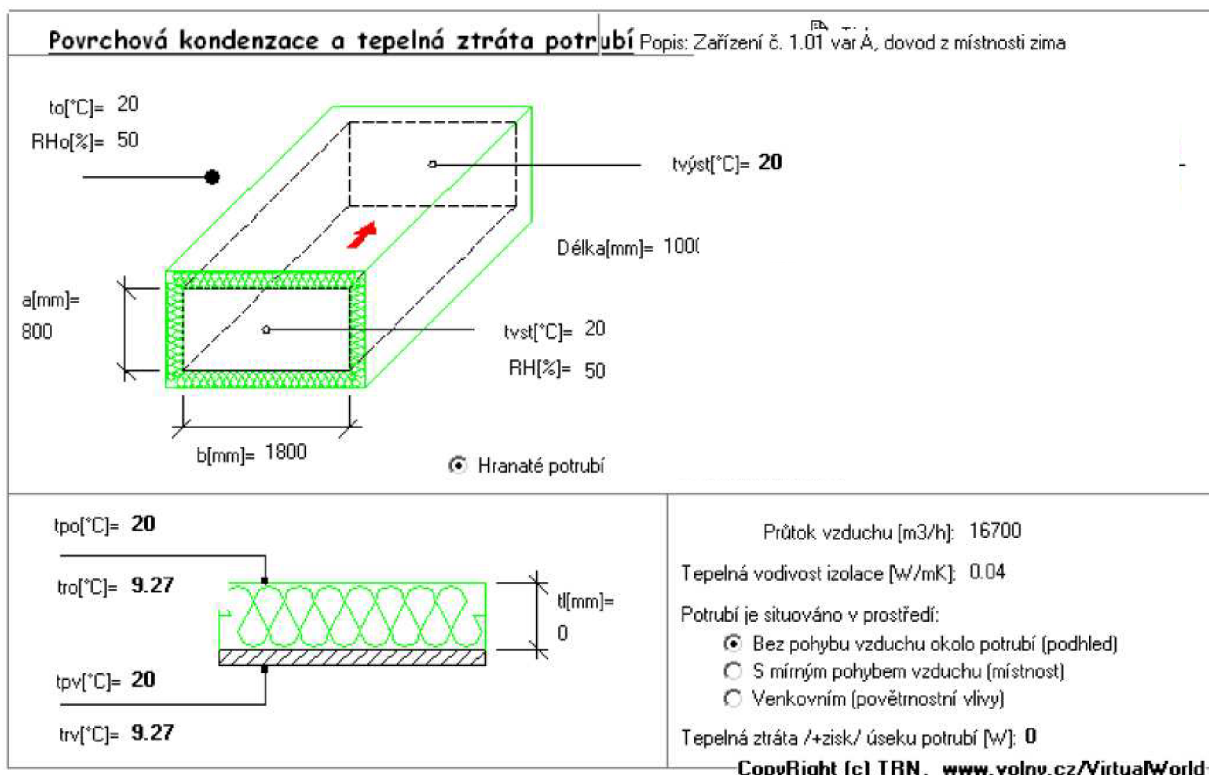 Povrchová kondenzace a tepelná ztráta potrubí Popis: Zařízení č. 1.01 var A, dovod z místnosti zima
to[°C]= 20
RHo[%]= 50
tvýst[°C]= 20
Délka[mm]= 100
a[mm]=
800
tvst[°C]= 20
RH[%]= 50
b[mm]= 1800
Hranaté potrubí
tpo[°C]= 20
tro[°C]= 9.27
tl[mm]=
0
tpv[°C]= 20
trv[°C]= 9.27
Průtok vzduchu [m3/h]: 16700
Tepelná vodivost izolace [W/mK]: 0.04
Potrubí je situováno v prostředí:
Bez pohybu vzduchu okolo potrubí (podhled)
S mírným pohybem vzduchu (místnost)
Venkovním (povětrnostní vlivy)
Tepelná ztráta /+zisk/ úseku potrubí [W]: 0
CopyRight (c) TRN, www.volny.cz/VirtualWorld